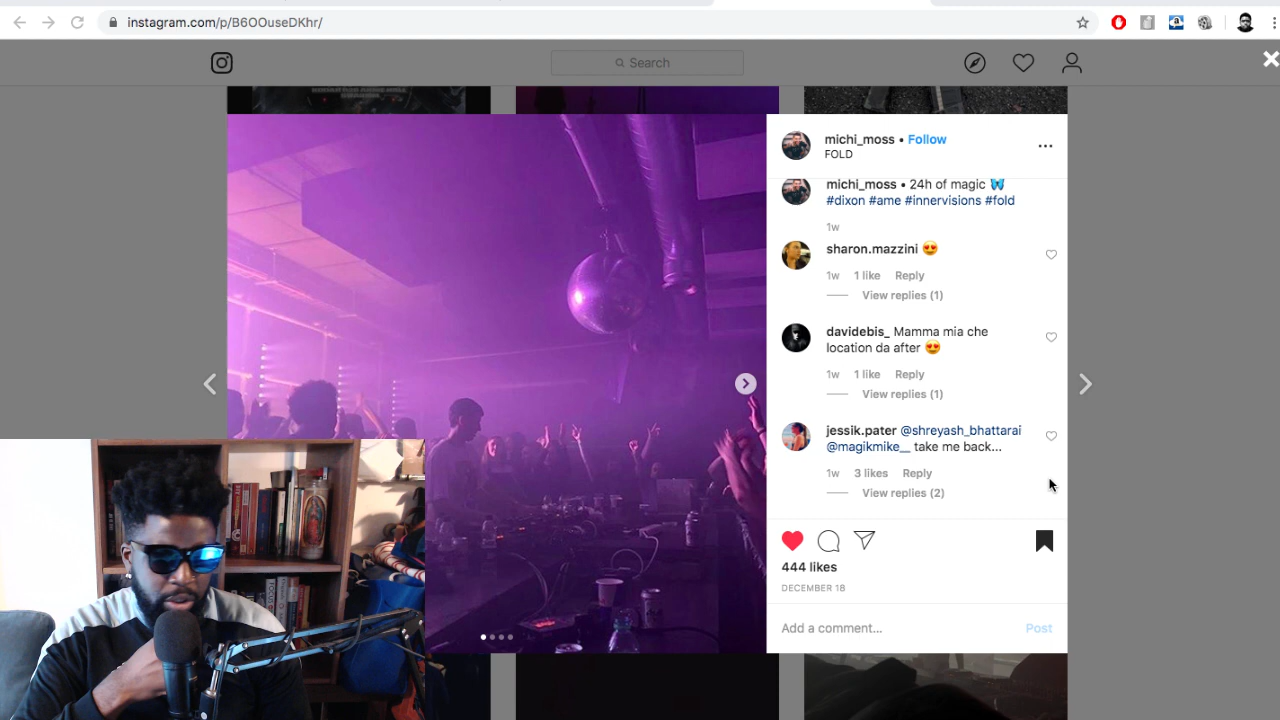 instagram.com/p/B6OOuseDKhr/
Search
michi_moss • Follow
FOLD
michi_moss • 24h of magic 🦋
#dixon #ame #innervisions #fold
1w
sharon.mazzini 😍
1w 1 like Reply
View replies (1)
davidebis_ Mamma mia che
location da after 😍
1w 1 like Reply
View replies (1)
jessik.pater @shreyash_bhattarai
@magikmike__ take me back...
1w 3 likes Reply
View replies (2)
444 likes
DECEMBER 18
Add a comment... Post